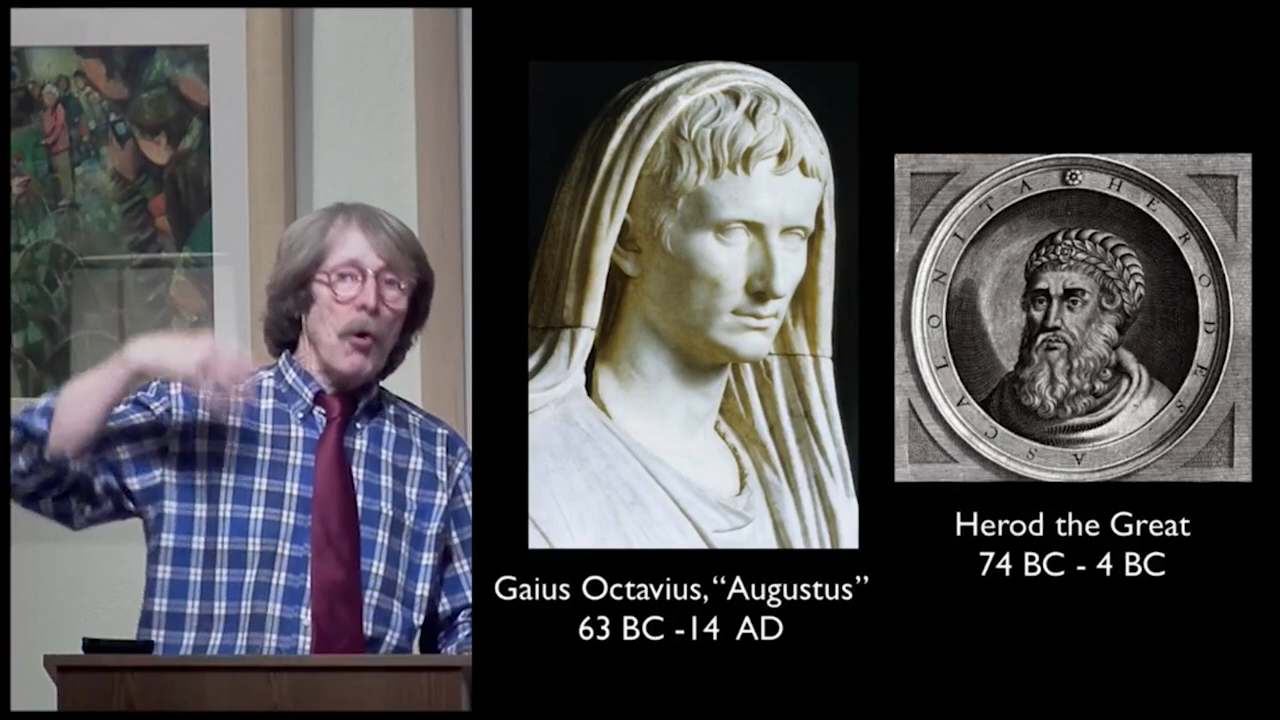 HERODES ASCALONITA
Gaius Octavius, “Augustus”
63 BC -14 AD
Herod the Great
74 BC - 4 BC